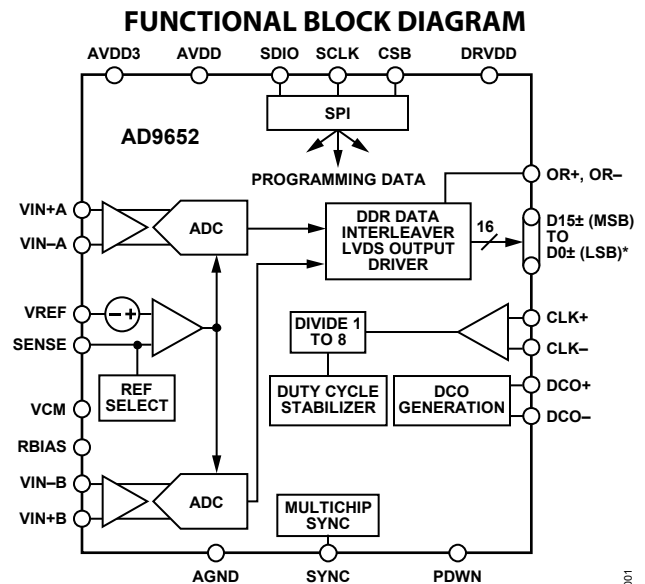 FUNCTIONAL BLOCK DIAGRAM
AVDD3
AVDD
SDIO
SCLK
CSB
DRVDD
SPI
AD9652
PROGRAMMING DATA
OR+, OR–
VIN+A
VIN–A
ADC
DDR DATA
INTERLEAVER
LVDS OUTPUT
DRIVER
16
D15± (MSB)
TO
D0± (LSB)*
VREF
– +
SENSE
REF
SELECT
DIVIDE 1
TO 8
CLK+
CLK–
DUTY CYCLE
STABILIZER
DCO
GENERATION
DCO+
DCO–
VCM
RBIAS
VIN–B
VIN+B
ADC
MULTICHIP
SYNC
AGND
SYNC
PDWN
001